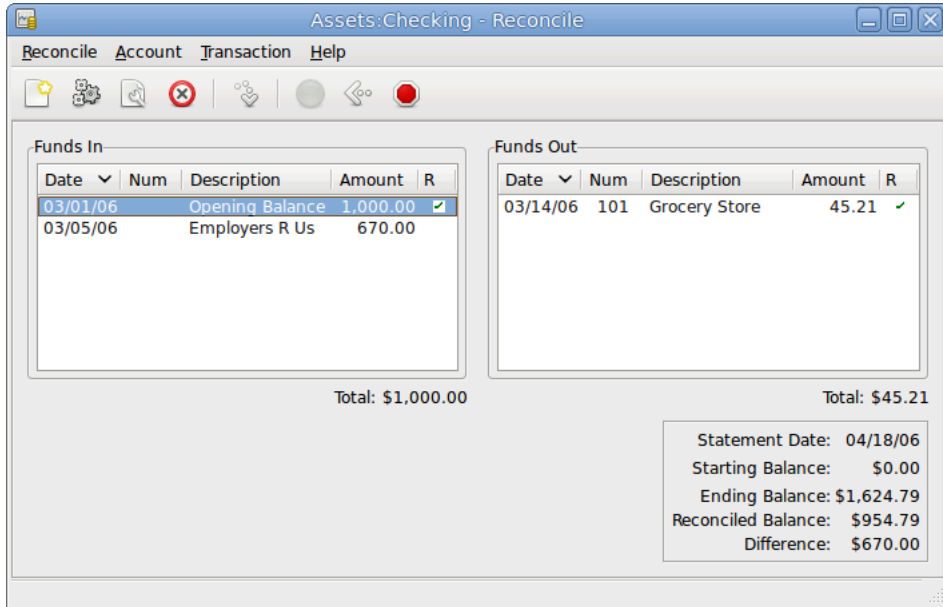 Assets:Checking - Reconcile
Reconcile Account Transaction Help
Funds In
Date Num Description Amount R
03/01/06 Opening Balance 1,000.00
03/05/06 Employers R Us 670.00
Total: $1,000.00
Funds Out
Date Num Description Amount R
03/14/06 101 Grocery Store 45.21
Total: $45.21
Statement Date: 04/18/06
Starting Balance: $0.00
Ending Balance: $1,624.79
Reconciled Balance: $954.79
Difference: $670.00